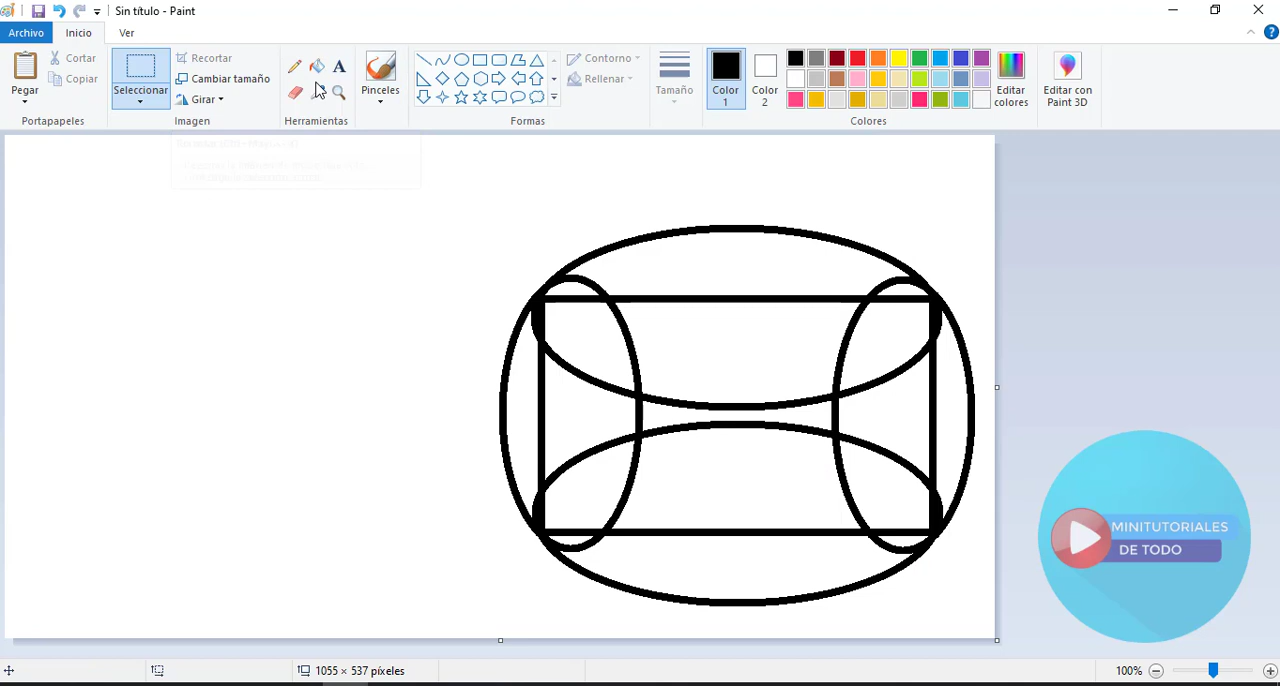 Sin título - Paint
Archivo Inicio Ver
Pegar
Cortar
Copiar
Portapapeles
Seleccionar
Recortar
Cambiar tamaño
Girar
Imagen
A
Herramientas
Pinceles
Contorno
Rellenar
Formas
Tamaño
Color
1
Color
2
Editar
colores
Colores
Editar con
Paint 3D
MINITUTORIALES
DE TODO
1055 × 537 píxeles
100%